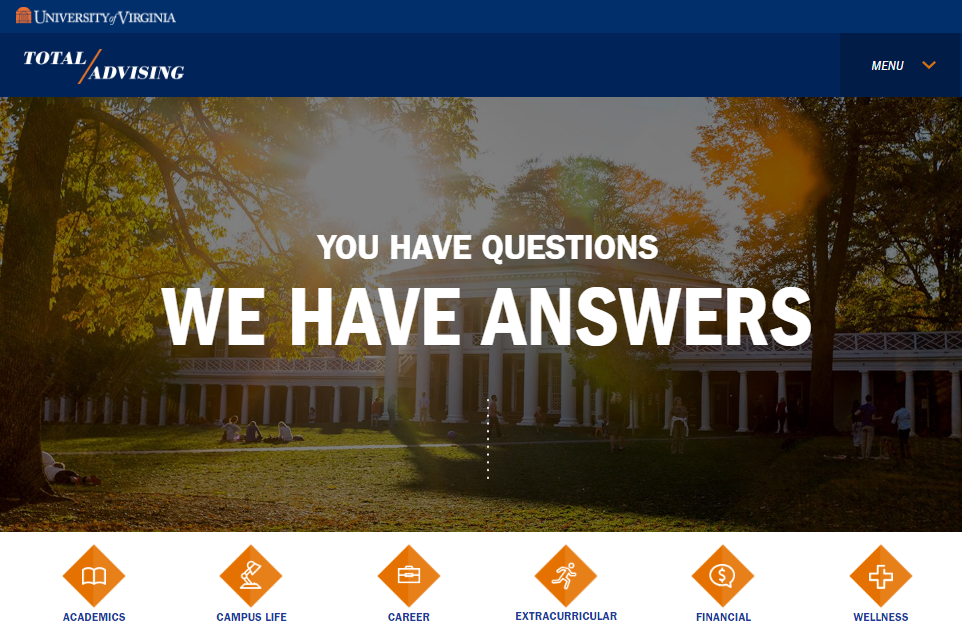 UNIVERSITY of VIRGINIA
TOTAL
ADVISING
MENU
YOU HAVE QUESTIONS
WE HAVE ANSWERS
ACADEMICS
CAMPUS LIFE
CAREER
EXTRACURRICULAR
FINANCIAL
WELLNESS